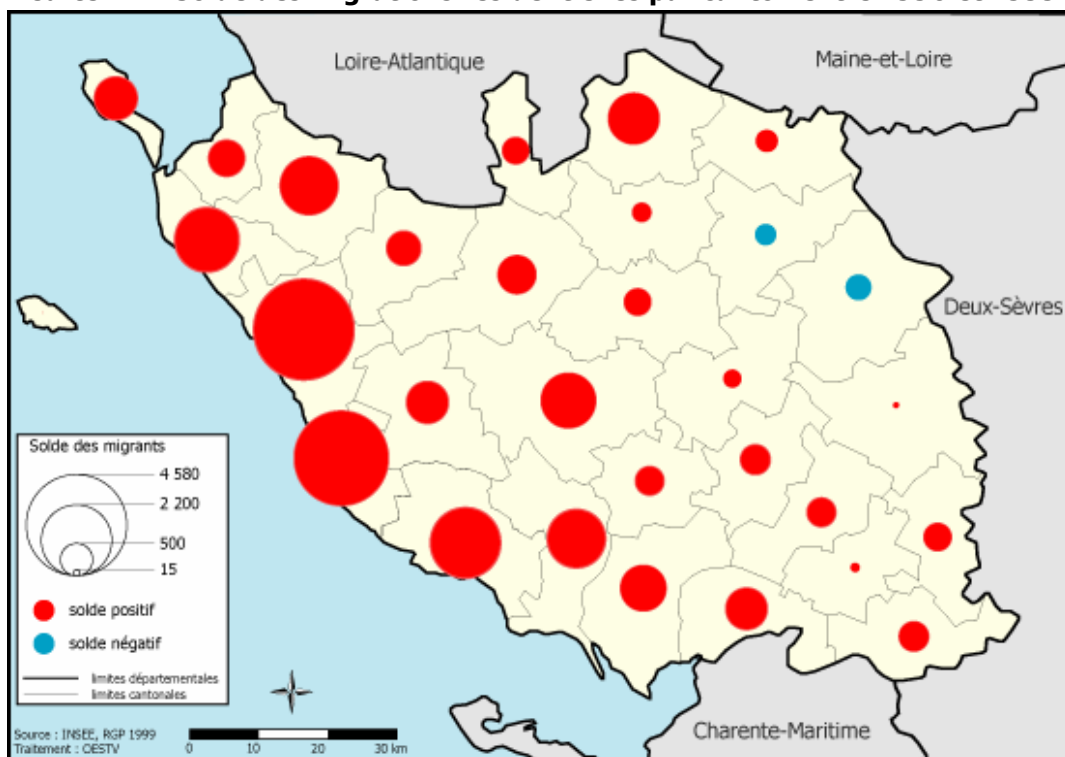 Loire-Atlantique
Maine-et-Loire
Deux-Sèvres
Solde des migrants
4 580
2 200
500
15
solde positif
solde négatif
limites départementales
limites cantonales
Source : INSEE, RGP 1999
Traitement : OESTV
0 10 20 30 km
Charente-Maritime